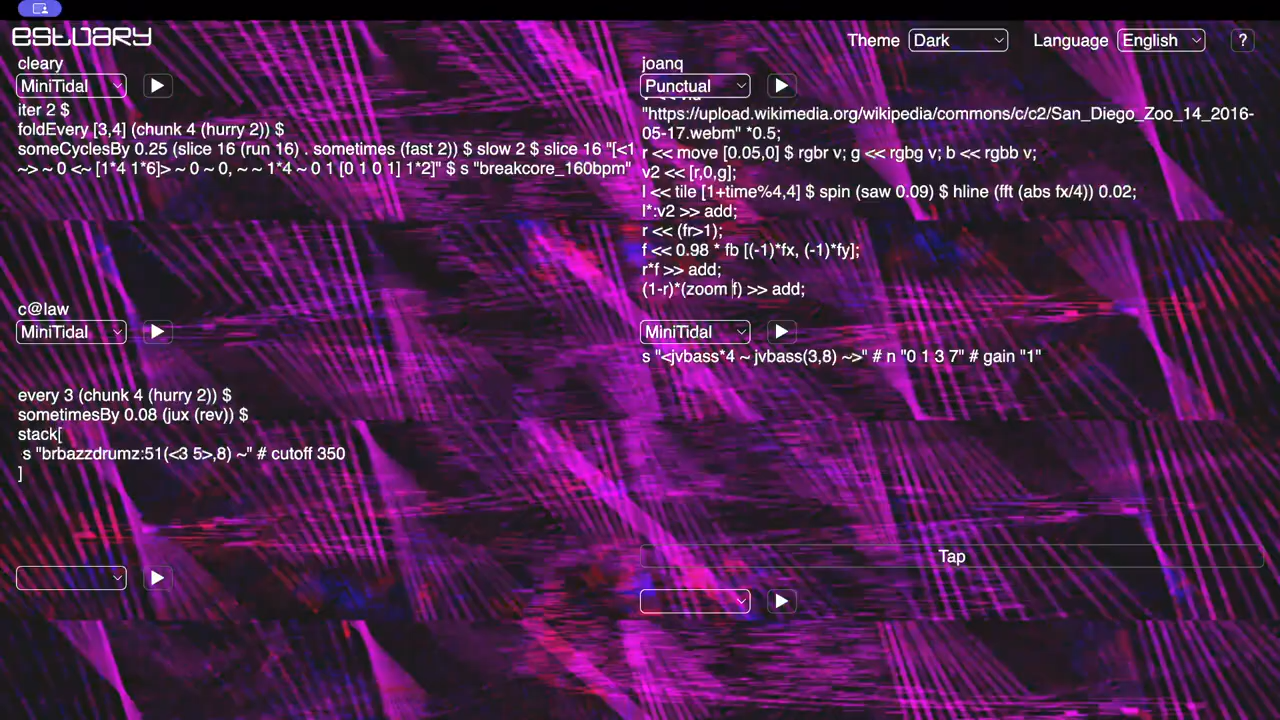 estuary
Theme Dark Language English ?
cleary
MiniTidal
iter 2 $
foldEvery [3,4] (chunk 4 (hurry 2)) $
someCyclesBy 0.25 (slice 16 (run 16) . sometimes (fast 2)) $ slow 2 $ slice 16 "[<1
~> ~ 0 <~ [1*4 1*6]> ~ 0 ~ 0, ~ ~ 1*4 ~ 0 1 [0 1 0 1] 1*2]" $ s "breakcore_160bpm"
joanq
Punctual
"https://upload.wikimedia.org/wikipedia/commons/c/c2/San_Diego_Zoo_14_2016-
05-17.webm" *0.5;
r << move [0.05,0] $ rgbr v; g << rgbg v; b << rgbb v;
v2 << [r,0,g];
l << tile [1+time%4,4] $ spin (saw 0.09) $ hline (fft (abs fx/4)) 0.02;
l*:v2 >> add;
r << (fr>1);
f << 0.98 * fb [(-1)*fx, (-1)*fy];
r*f >> add;
(1-r)*(zoom f) >> add;
c@law
MiniTidal
every 3 (chunk 4 (hurry 2)) $
sometimesBy 0.08 (jux (rev)) $
stack[
s "brbazzdrumz:51(<3 5>,8) ~" # cutoff 350
]
MiniTidal
s "<jvbass*4 ~ jvbass(3,8) ~>" # n "0 1 3 7" # gain "1"
Tap